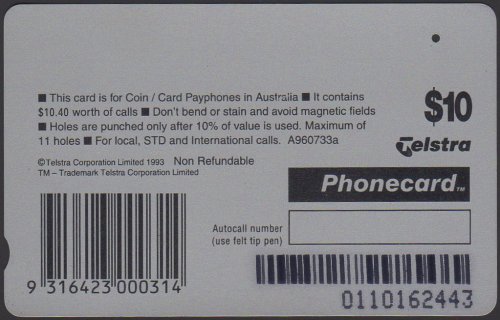 ■ This card is for Coin / Card Payphones in Australia ■ It contains
$10.40 worth of calls ■ Don't bend or stain and avoid magnetic fields
■ Holes are punched only after 10% of value is used. Maximum of
11 holes ■ For local, STD and International calls. A960733a
$10
Telstra
©Telstra Corporation Limited 1993 Non Refundable
TM – Trademark Telstra Corporation Limited
Phonecard™
Autocall number
(use felt tip pen)
9 316423 000314
0110162443